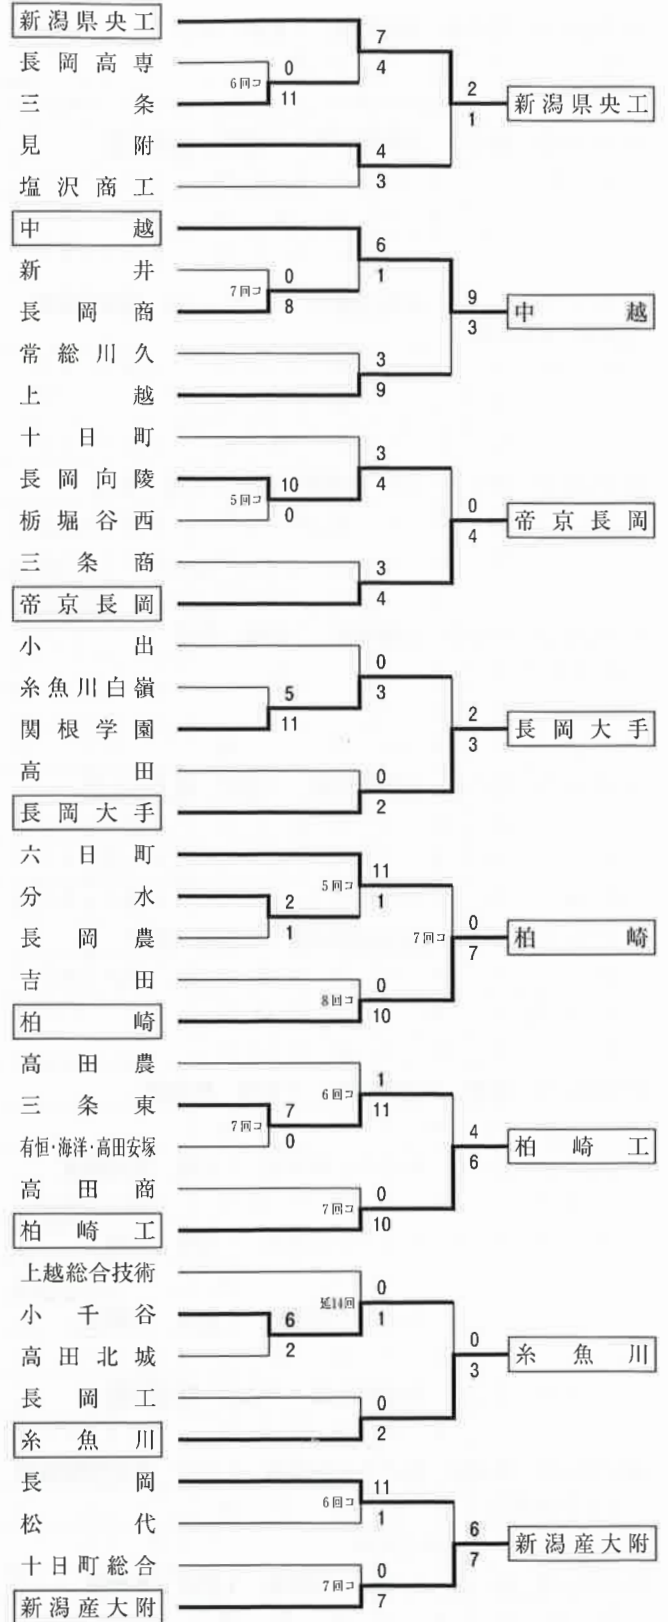 新潟県央工
7
長岡高専
0
4
6回コ
三条
11
2
新潟県央工
1
見附
4
塩沢商工
3
中越
6
新井
0
1
7回コ
長岡商
8
9
中越
3
常総川久
3
上越
9
十日町
3
長岡向陵
10
4
5回コ
栃堀谷西
0
0
帝京長岡
4
三条商
3
帝京長岡
4
小出
0
糸魚川白嶺
5
3
関根学園
11
2
長岡大手
3
高田
0
長岡大手
2
六日町
11
5回コ
分水
2
1
長岡農
1
0
7回コ
柏崎
7
吉田
0
8回コ
柏崎
10
高田農
1
6回コ
三条東
7
11
7回コ
有恒・海洋・高田安塚
0
4
柏崎工
6
高田商
0
7回コ
柏崎工
10
上越総合技術
0
延14回
小千谷
6
1
高田北城
2
0
糸魚川
3
長岡工
0
糸魚川
2
長岡
11
6回コ
松代
1
6
新潟産大附
7
十日町総合
0
7回コ
新潟産大附
7